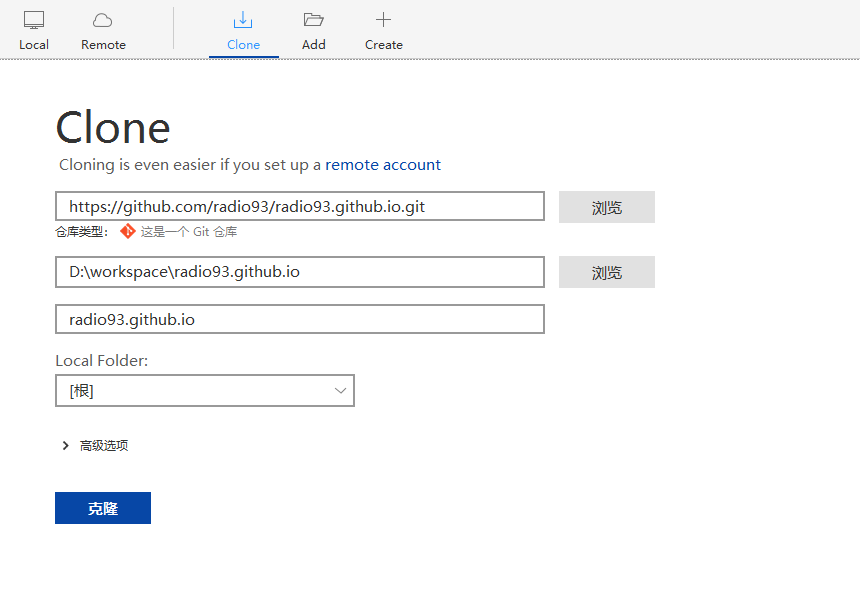 Local Remote Clone Add Create
Clone
Cloning is even easier if you set up a remote account
https://github.com/radio93/radio93.github.io.git 浏览
仓库类型: 这是一个 Git 仓库
D:\workspace\radio93.github.io 浏览
radio93.github.io
Local Folder:
[根]
高级选项
克隆